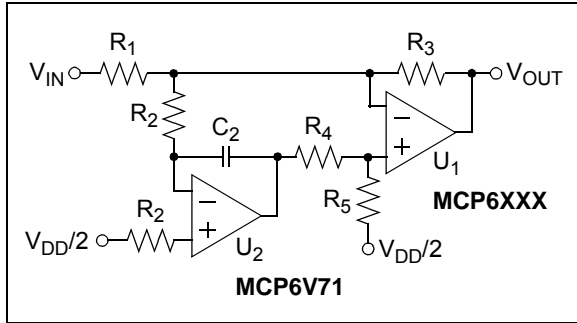 R1 R3
VIN VOUT
R2 C2 R4
− +
U1
R2 − + R5 MCP6XXX
VDD/2 U2 VDD/2
MCP6V71